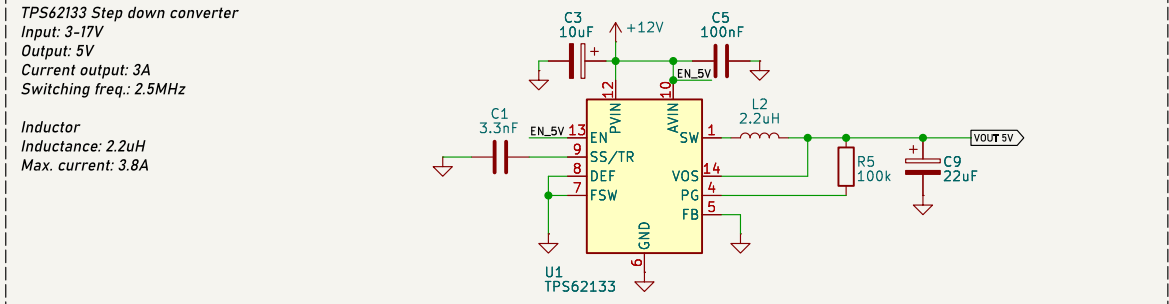 TPS62133 Step down converter
Input: 3-17V
Output: 5V
Current output: 3A
Switching freq.: 2.5MHz
Inductor
Inductance: 2.2uH
Max. current: 3.8A
C3
10uF
+
+12V
C5
100nF
EN_5V
12
10
PVIN
AVIN
C1
3.3nF
EN_5V
13
EN
9
SS/TR
8
DEF
7
FSW
SW
1
L2
2.2uH
VOUT 5V
VOS
14
PG
4
FB
5
R5
100k
+
C9
22uF
GND
6
U1
TPS62133